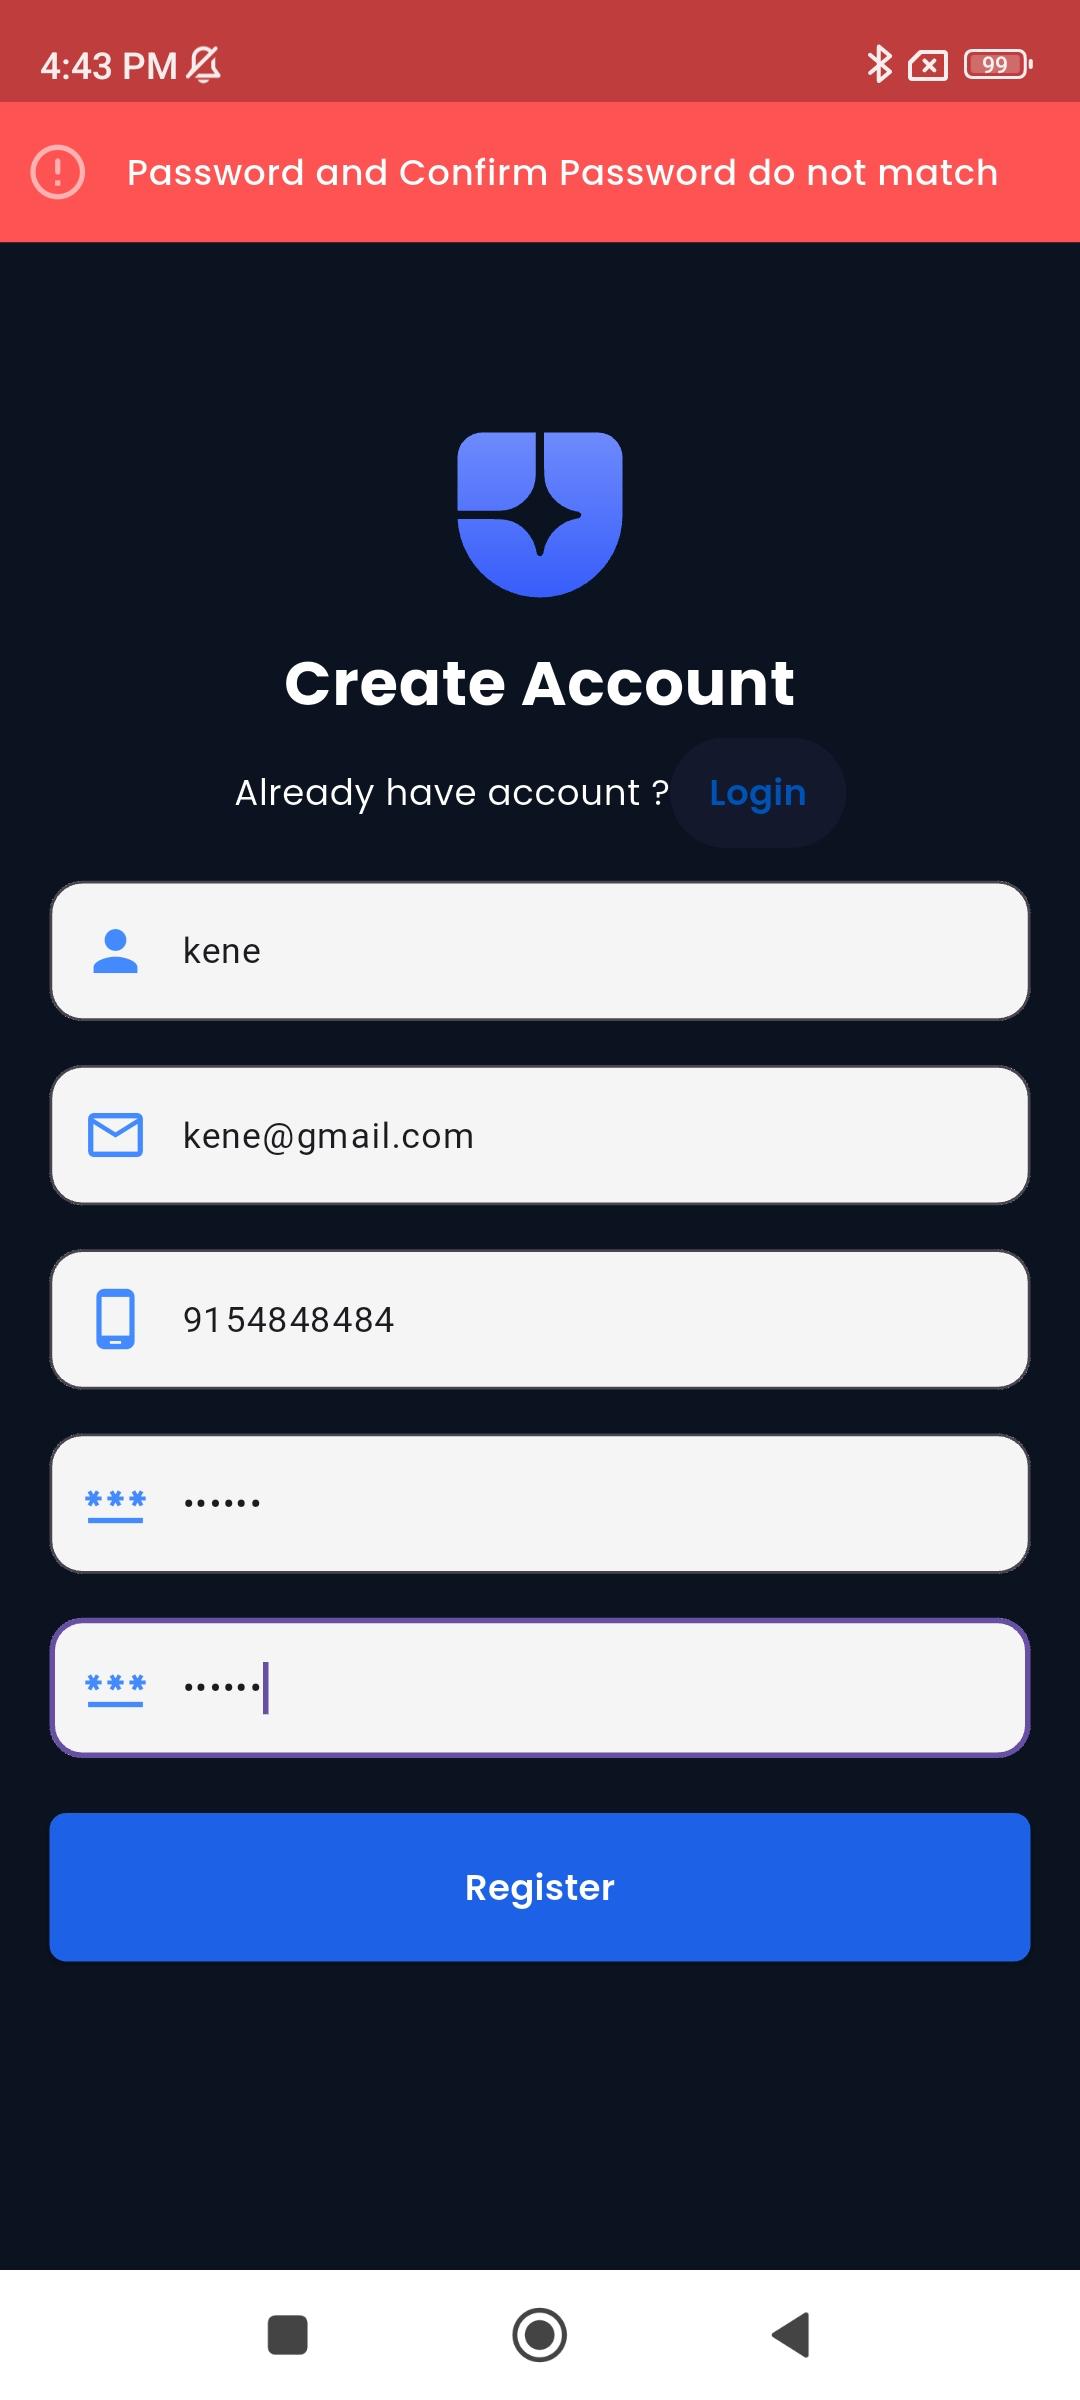 4:43 PM
99
Password and Confirm Password do not match
Create Account
Already have account ? Login
kene
kene@gmail.com
9154848484
••••••
••••••
Register